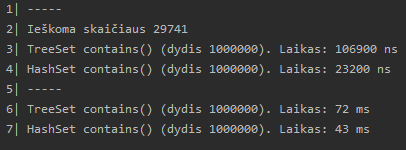 1| -----
2| Ieškoma skaičiaus 29741
3| TreeSet contains() (dydis 1000000). Laikas: 106900 ns
4| HashSet contains() (dydis 1000000). Laikas: 23200 ns
5| -----
6| TreeSet contains() (dydis 1000000). Laikas: 72 ms
7| HashSet contains() (dydis 1000000). Laikas: 43 ms